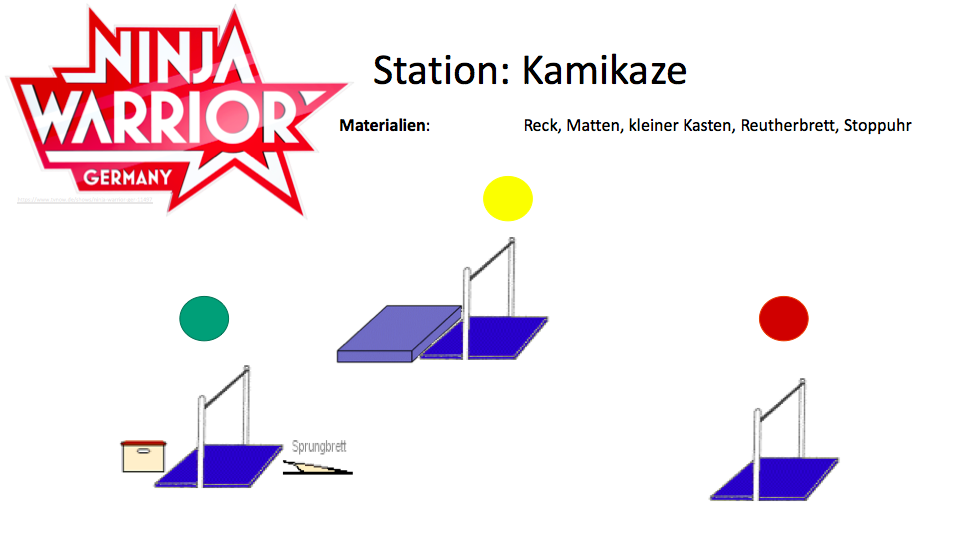 NINJA
WARRIOR
GERMANY
Station: Kamikaze
Materialien: Reck, Matten, kleiner Kasten, Reutherbrett, Stoppuhr
Sprungbrett